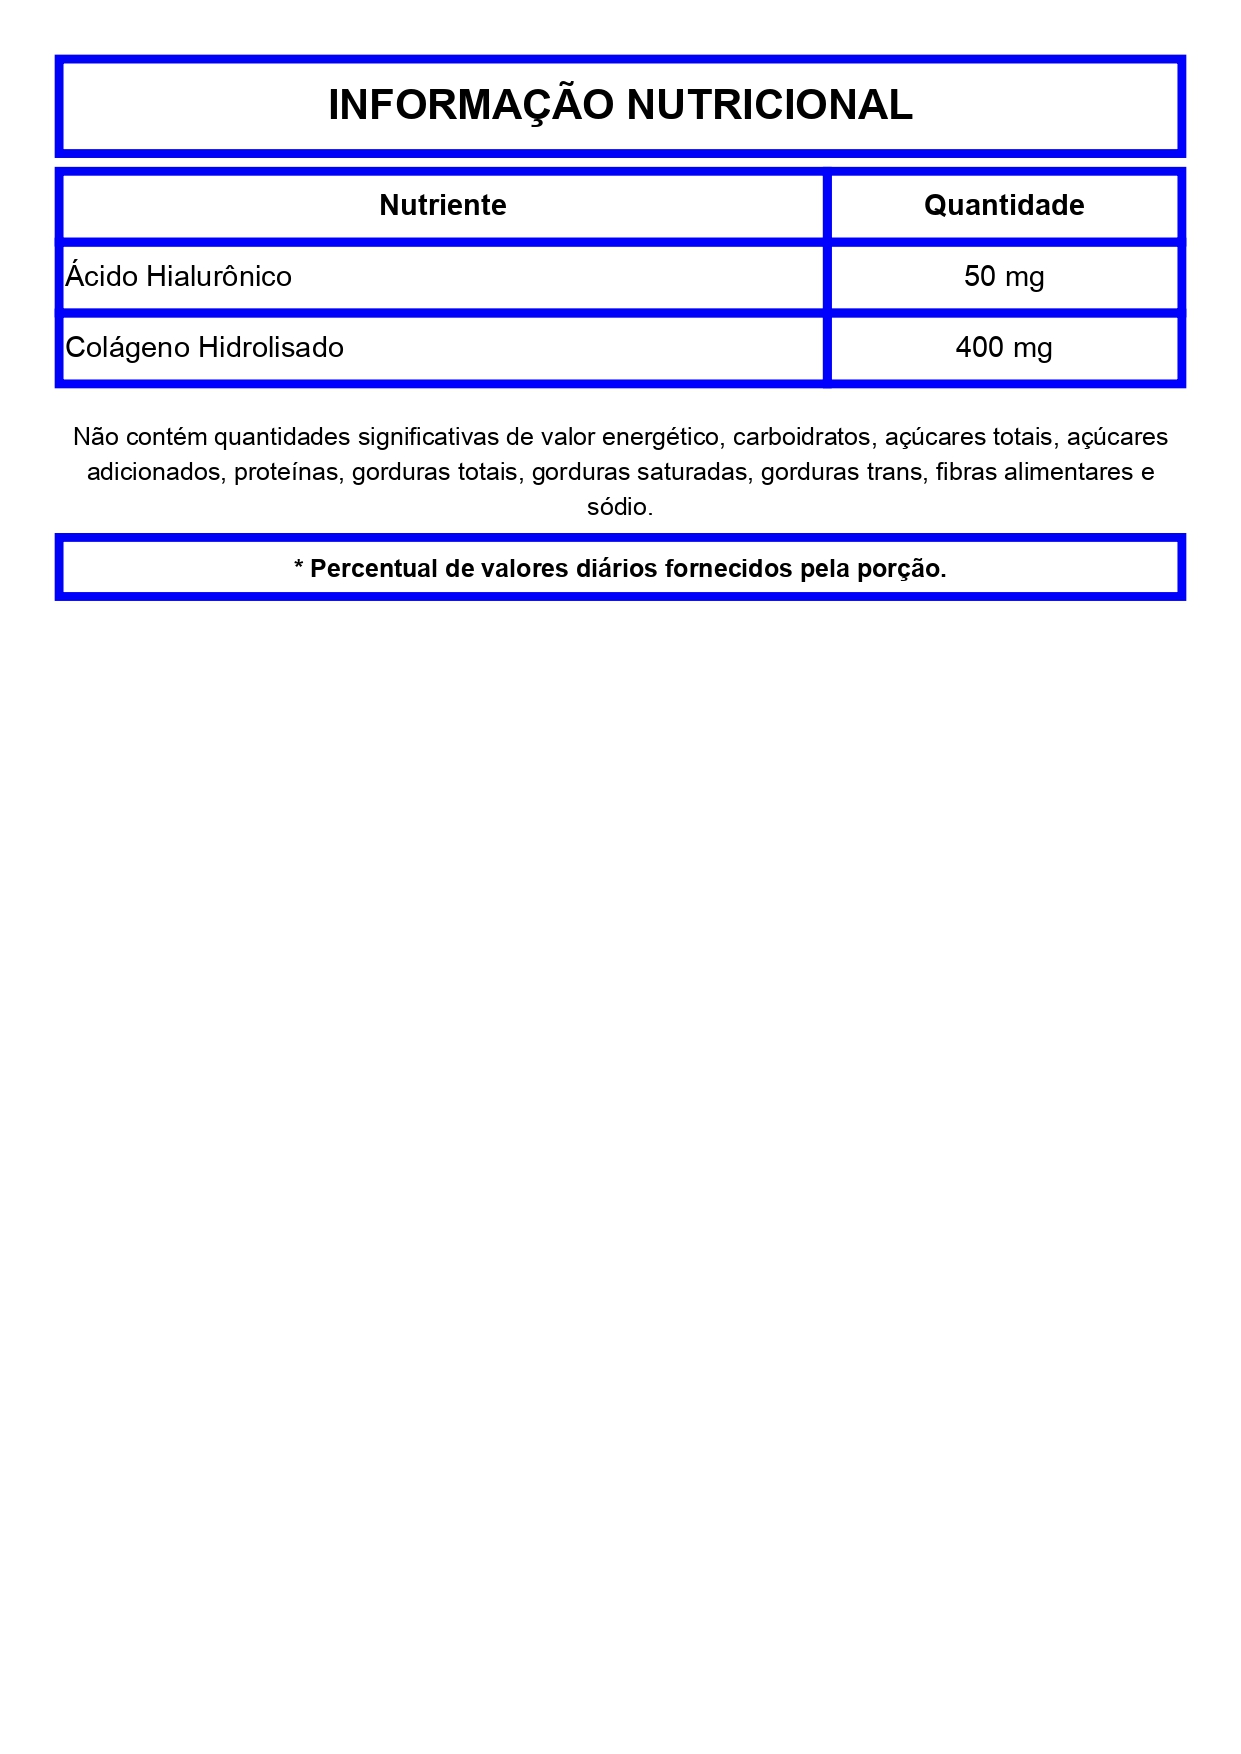 INFORMAÇÃO NUTRICIONAL
Nutriente Quantidade
Ácido Hialurônico 50 mg
Colágeno Hidrolisado 400 mg
Não contém quantidades significativas de valor energético, carboidratos, açúcares totais, açúcares
adicionados, proteínas, gorduras totais, gorduras saturadas, gorduras trans, fibras alimentares e
sódio.
* Percentual de valores diários fornecidos pela porção.